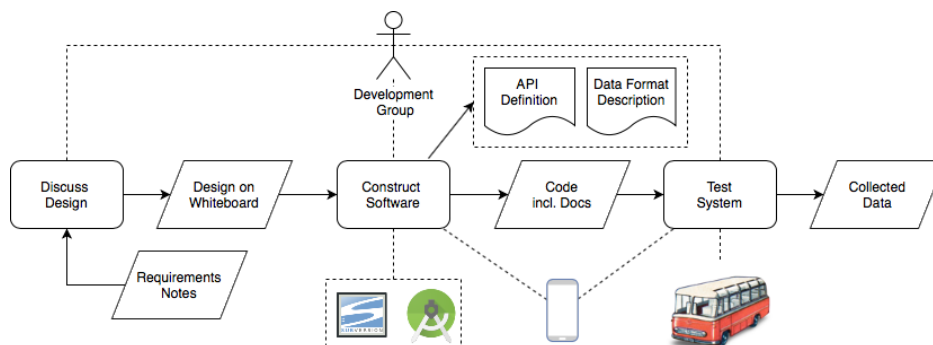 Development
Group
API
Definition
Data Format
Description
Discuss
Design
Design on
Whiteboard
Construct
Software
Code
incl. Docs
Test
System
Collected
Data
Requirements
Notes
SUBVERSION